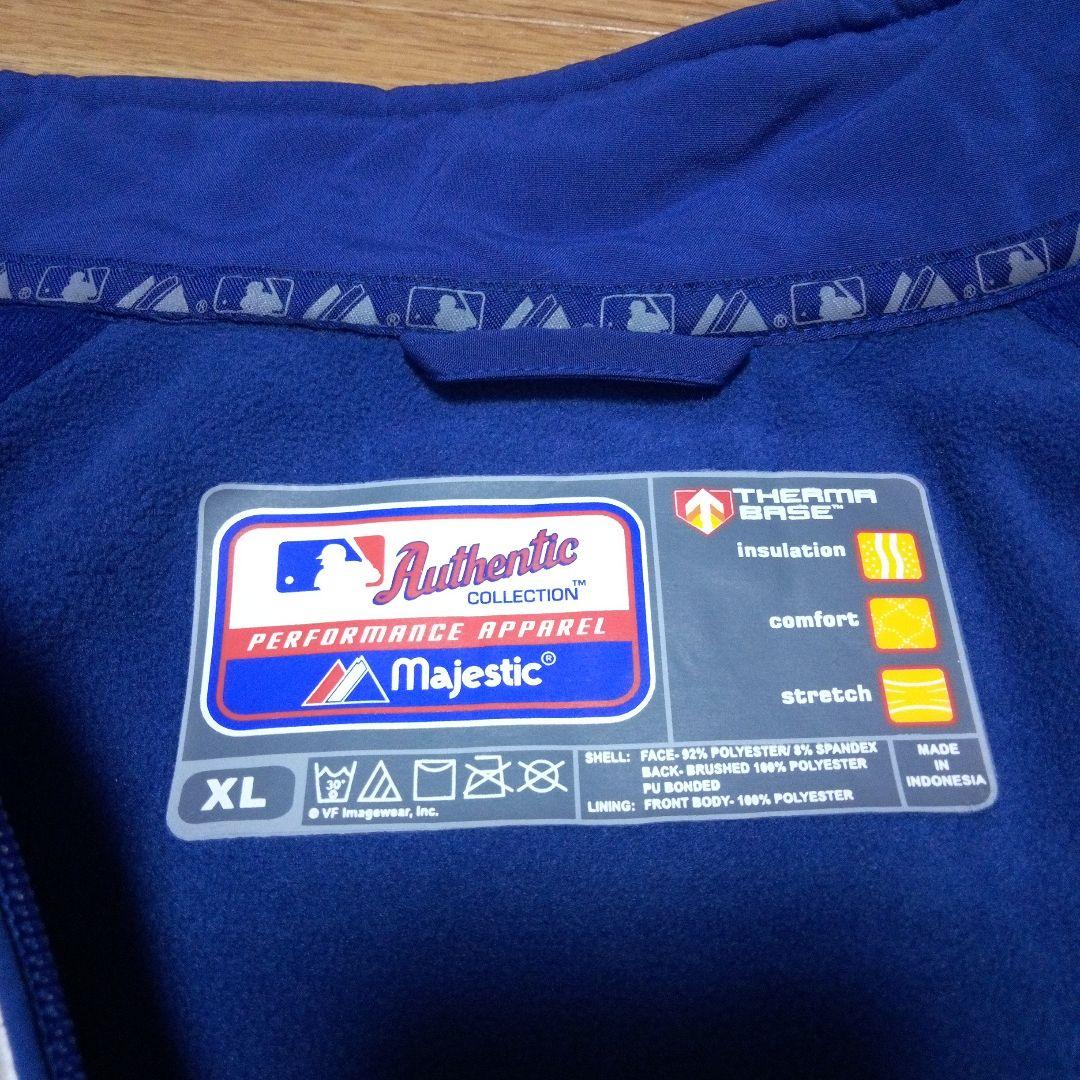 Authentic
COLLECTION™
PERFORMANCE APPAREL
Majestic®
THERMA
BASE™
insulation
comfort
stretch
XL
30°
© VF Imagewear, Inc.
SHELL: FACE- 92% POLYESTER/ 8% SPANDEX
BACK- BRUSHED 100% POLYESTER
PU BONDED
LINING: FRONT BODY- 100% POLYESTER
MADE
IN
INDONESIA